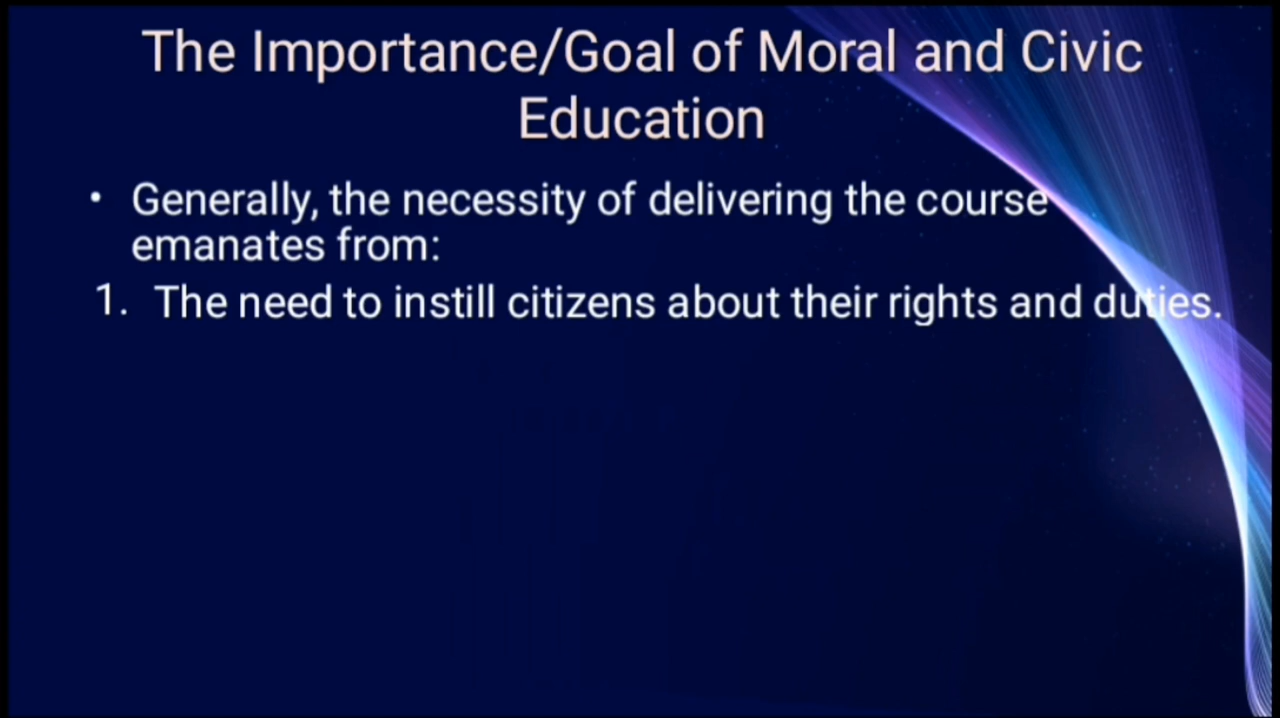 The Importance/Goal of Moral and Civic
Education
• Generally, the necessity of delivering the course
emanates from:
1. The need to instill citizens about their rights and duties.